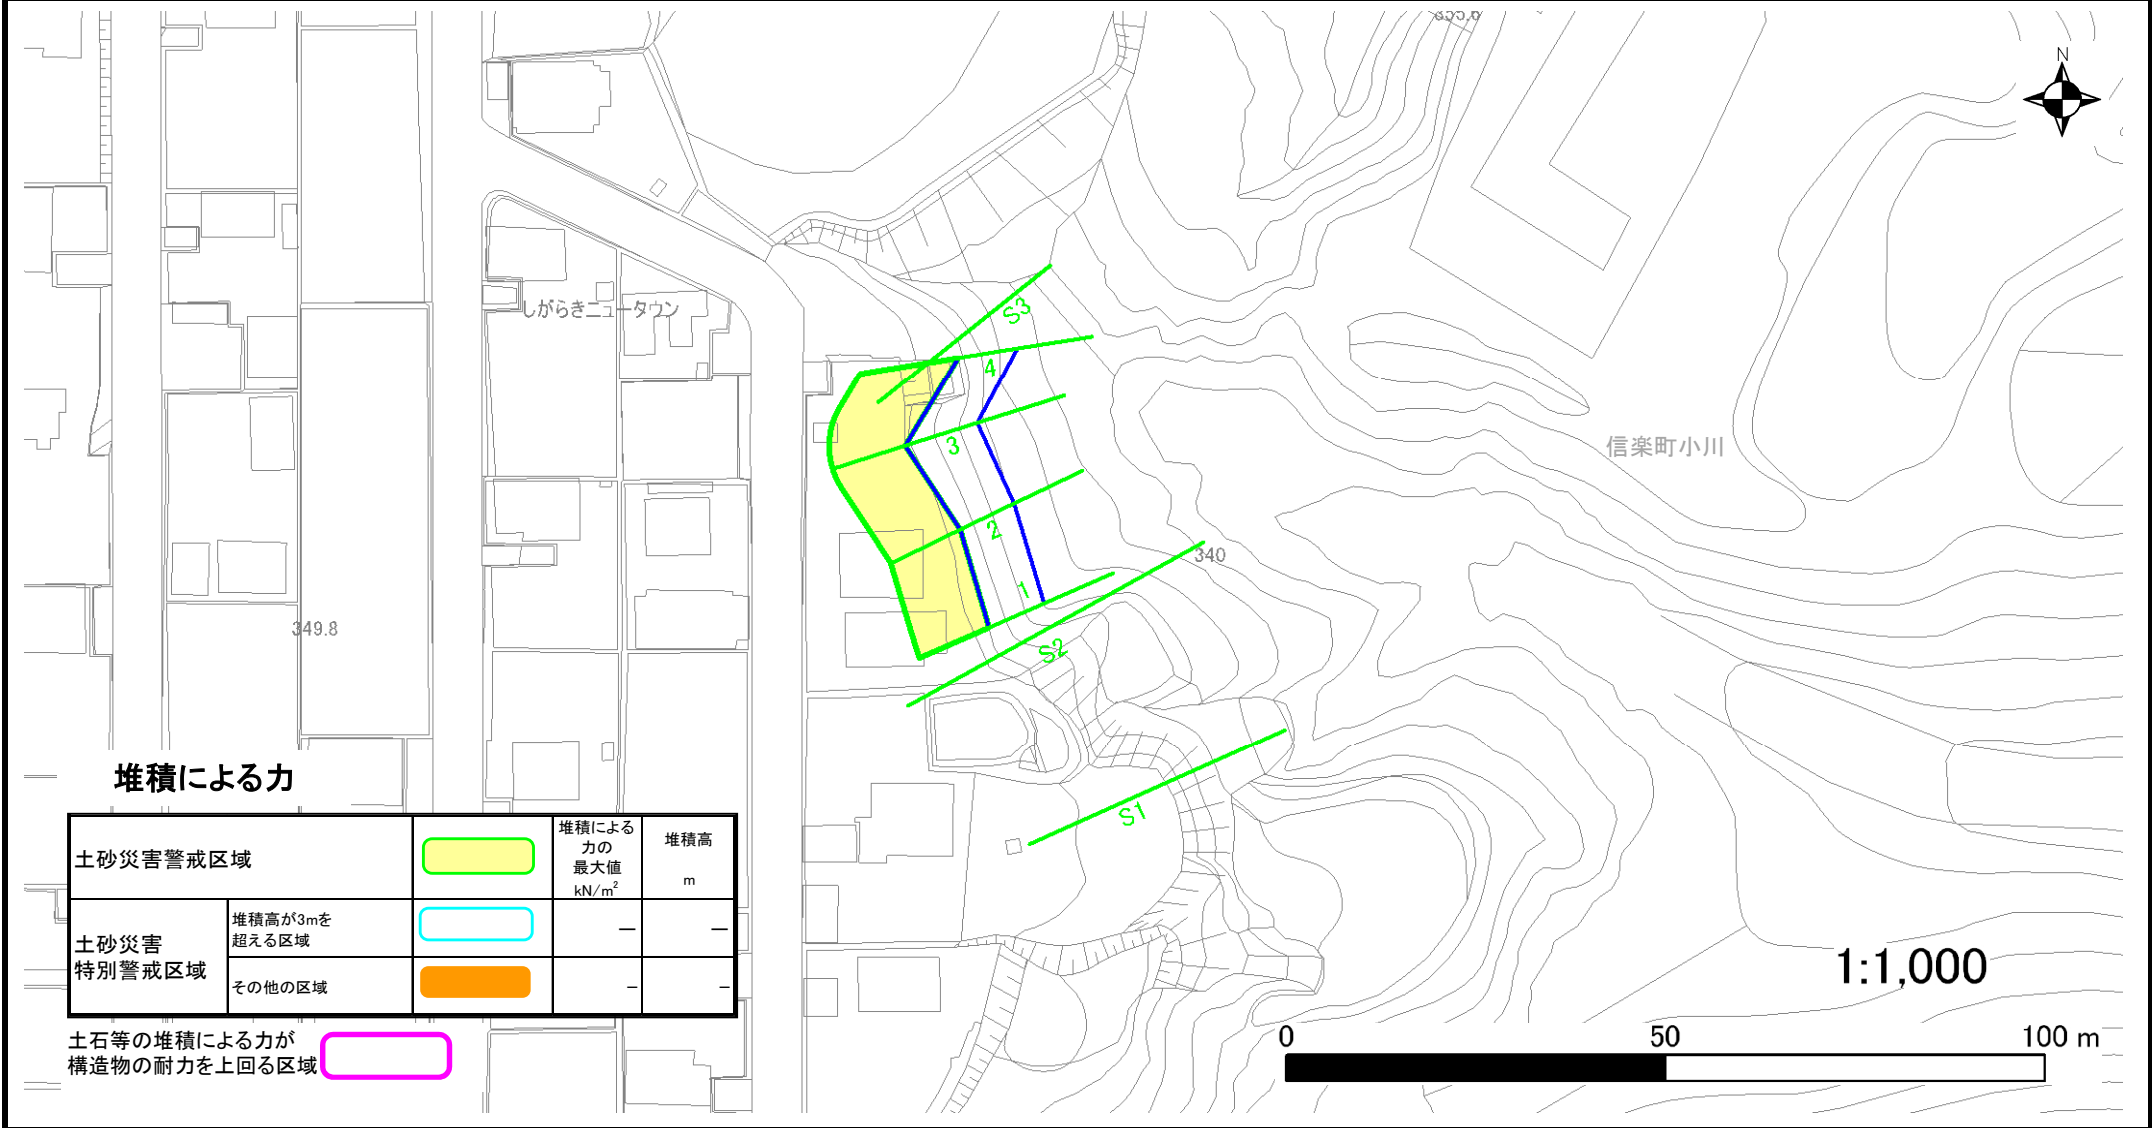 355.6
N
しがらきニュータウン
S3
4
3
2
1
S2
S1
信楽町小川
340
349.8
堆積による力
土砂災害警戒区域
堆積による
力の
最大値
kN/m²
堆積高
m
土砂災害
特別警戒区域
堆積高が3mを
超える区域
—
—
その他の区域
–
–
土石等の堆積による力が
構造物の耐力を上回る区域
1:1,000
0 50 100 m